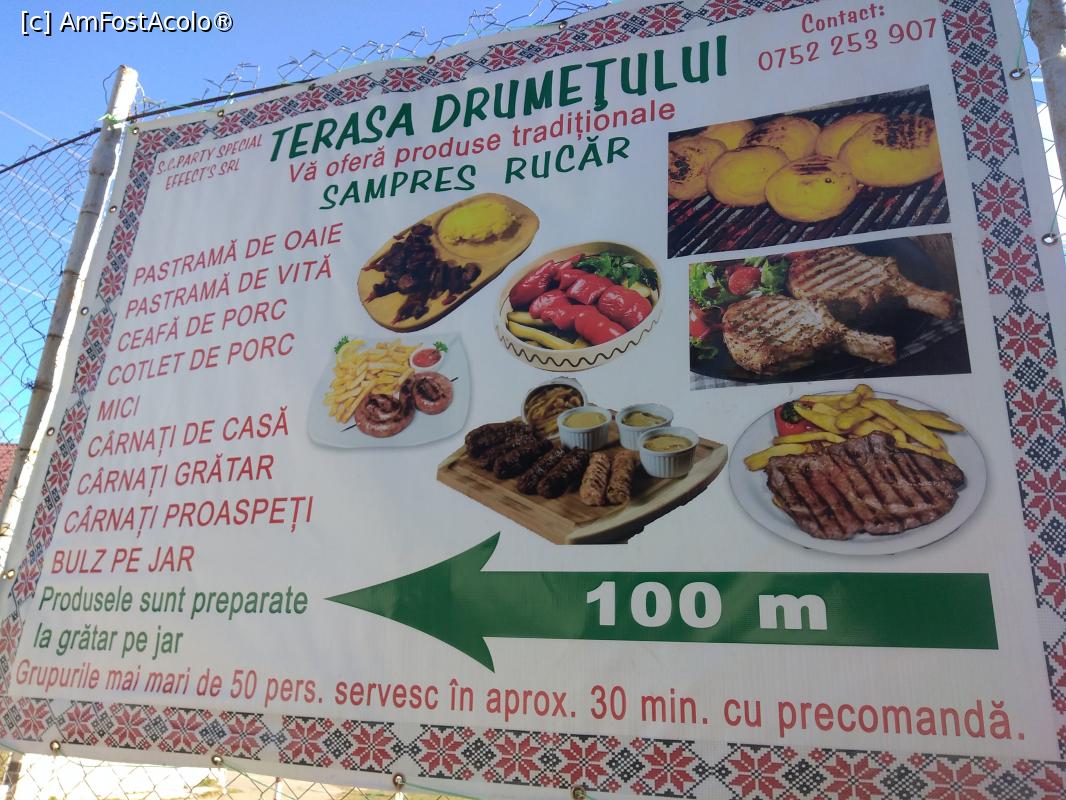 [c] AmFostAcolo®
Contact:
0752 253 907
S.C.PARTY SPECIAL
EFFECT'S SRL
TERASA DRUMEŢULUI
Vă oferă produse tradiționale
SAMPRES RUCĂR
PASTRAMĂ DE OAIE
PASTRAMĂ DE VITĂ
CEAFĂ DE PORC
COTLET DE PORC
MICI
CÂRNAȚI DE CASĂ
CÂRNAȚI GRĂTAR
CÂRNAȚI PROASPEȚI
BULZ PE JAR
Produsele sunt preparate
la grătar pe jar
100 m
Grupurile mai mari de 50 pers. servesc în aprox. 30 min. cu precomandă.